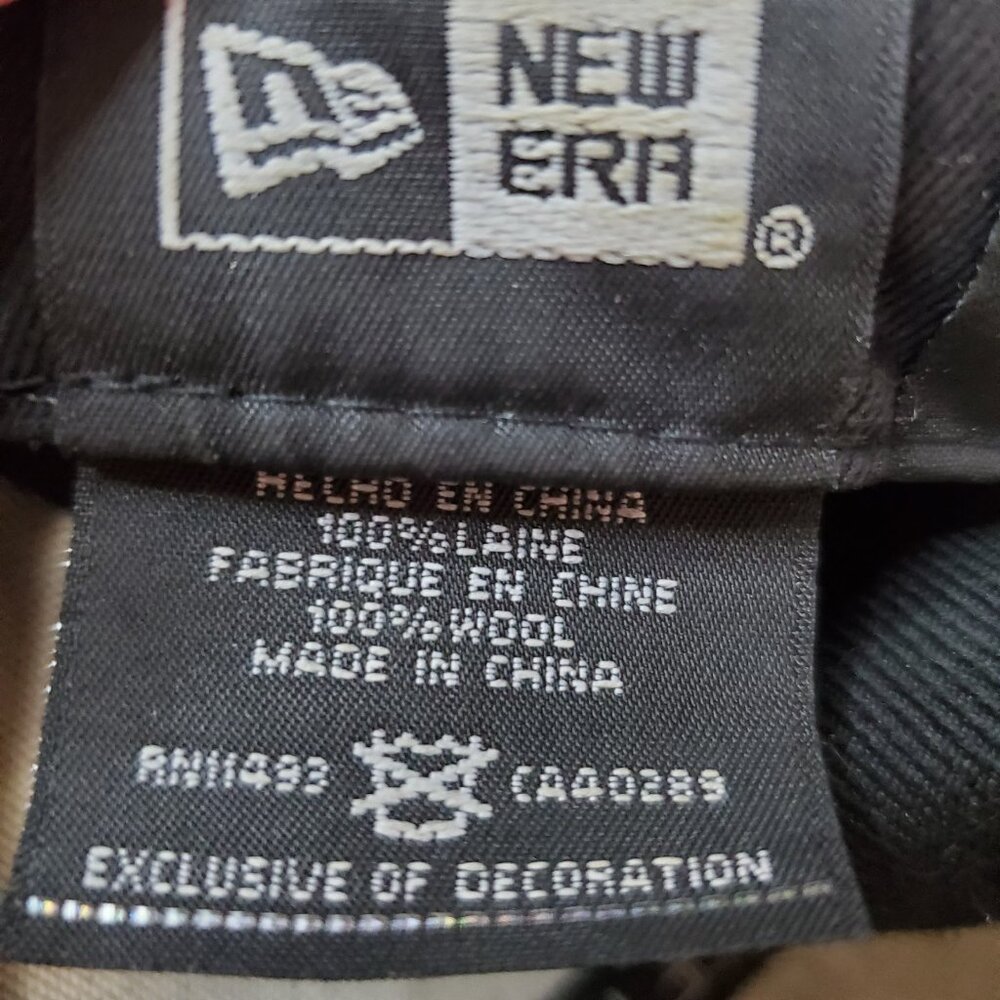 NEW
ERA®
HECHO EN CHINA
100%LAINE
FABRIQUE EN CHINE
100%WOOL
MADE IN CHINA
RN11493 CA40289
EXCLUSIVE OF DECORATION